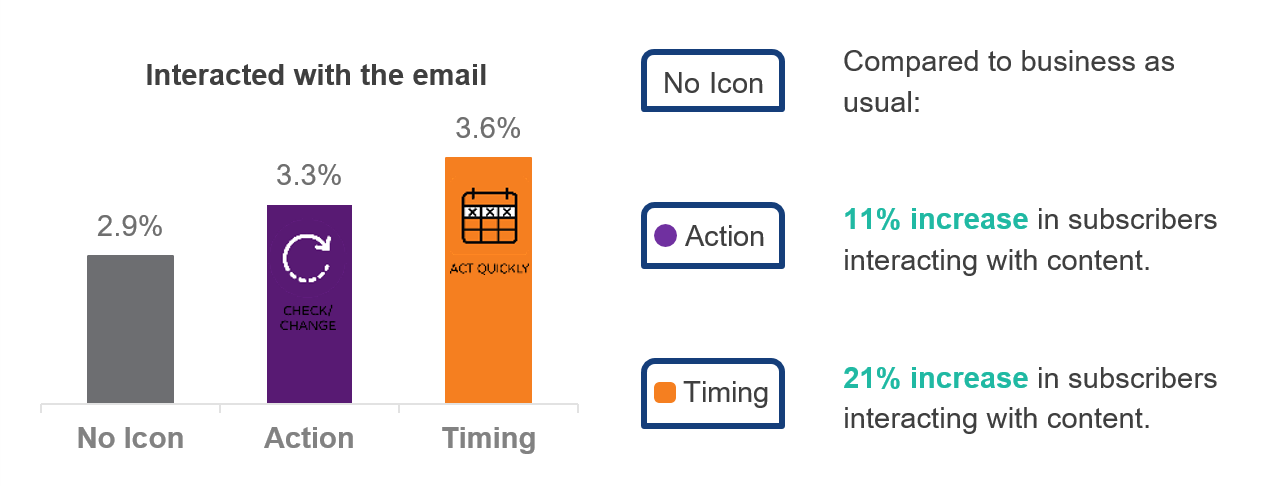 Interacted with the email
3.6%
3.3%
2.9%
ACT QUICKLY
CHECK/
CHANGE
No Icon
Action
Timing
No Icon
Compared to business as
usual:
Action
11% increase in subscribers
interacting with content.
Timing
21% increase in subscribers
interacting with content.